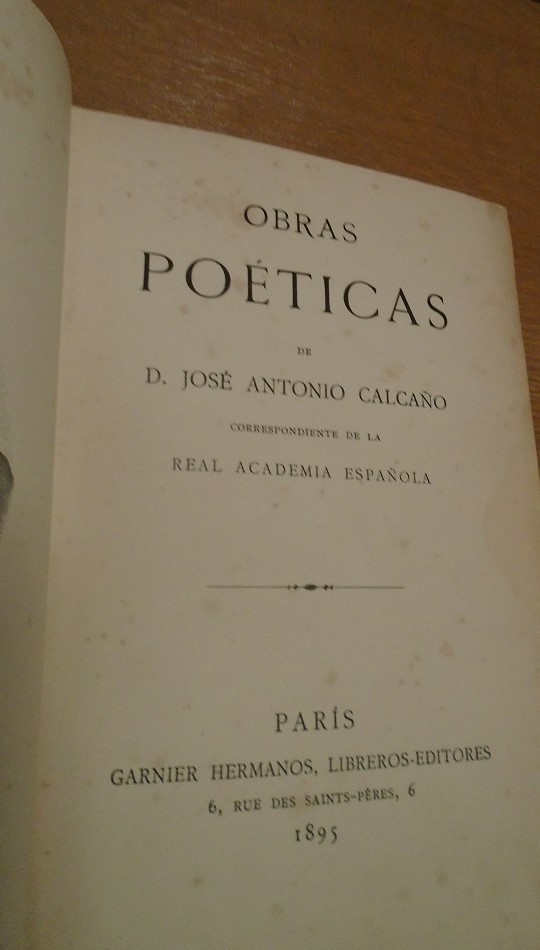 OBRAS
POÉTICAS
DE
D. JOSÉ ANTONIO CALCAÑO
CORRESPONDIENTE DE LA
REAL ACADEMIA ESPAÑOLA
PARÍS
GARNIER HERMANOS, LIBREROS-EDITORES
6, RUE DES SAINTS-PÈRES, 6
1895